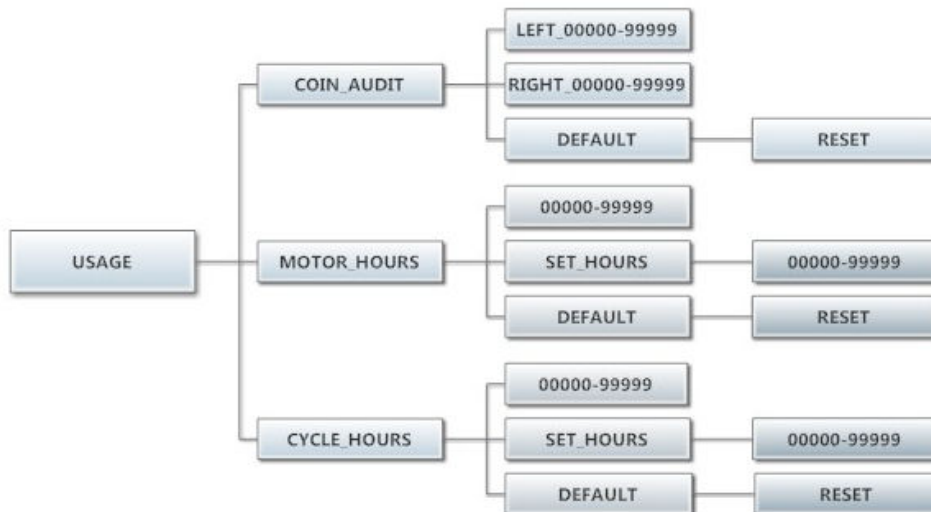 LEFT_00000-99999
COIN_AUDIT
RIGHT_00000-99999
DEFAULT
RESET
00000-99999
USAGE
MOTOR_HOURS
SET_HOURS
00000-99999
DEFAULT
RESET
00000-99999
CYCLE_HOURS
SET_HOURS
00000-99999
DEFAULT
RESET